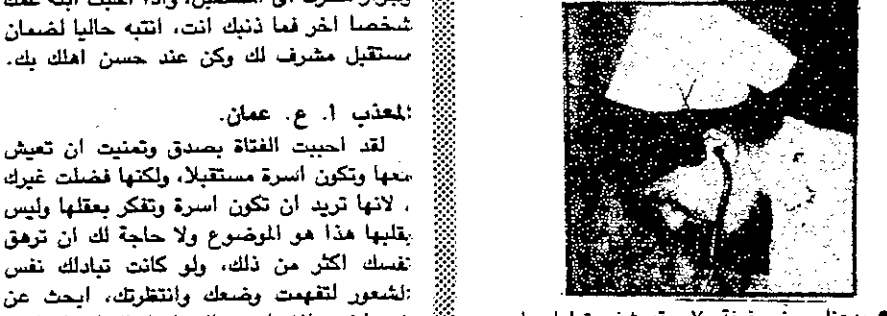 شخصا اخر فما ذنبك انت، انتبه حاليا لضمان
مستقبل مشرف لك وكن عند حسن اهلك بك.
المعذب ا. ع. عمان.
لقد احببت الفتاة بصدق وتمنيت ان تعيش
معها وتكون اسرة مستقبلا، ولكنها فضلت غيرك
، لانها تريد ان تكون اسرة وتفكر بعقلها وليس
بقلبها هذا هو الموضوع ولا حاجة لك ان ترهق
نفسك اكثر من ذلك، ولو كانت تبادلك نفس
الشعور لتفهمت وضعك وانتظرتك، ابحث عن